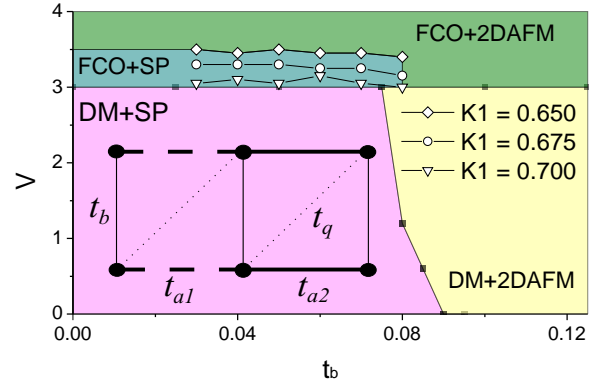 4
3
2
1
0
V
FCO+2DAFM
FCO+SP
DM+SP
K1 = 0.650
K1 = 0.675
K1 = 0.700
t_b
t_q
t_a1
t_a2
DM+2DAFM
0.00 0.04 0.08 0.12
t_b